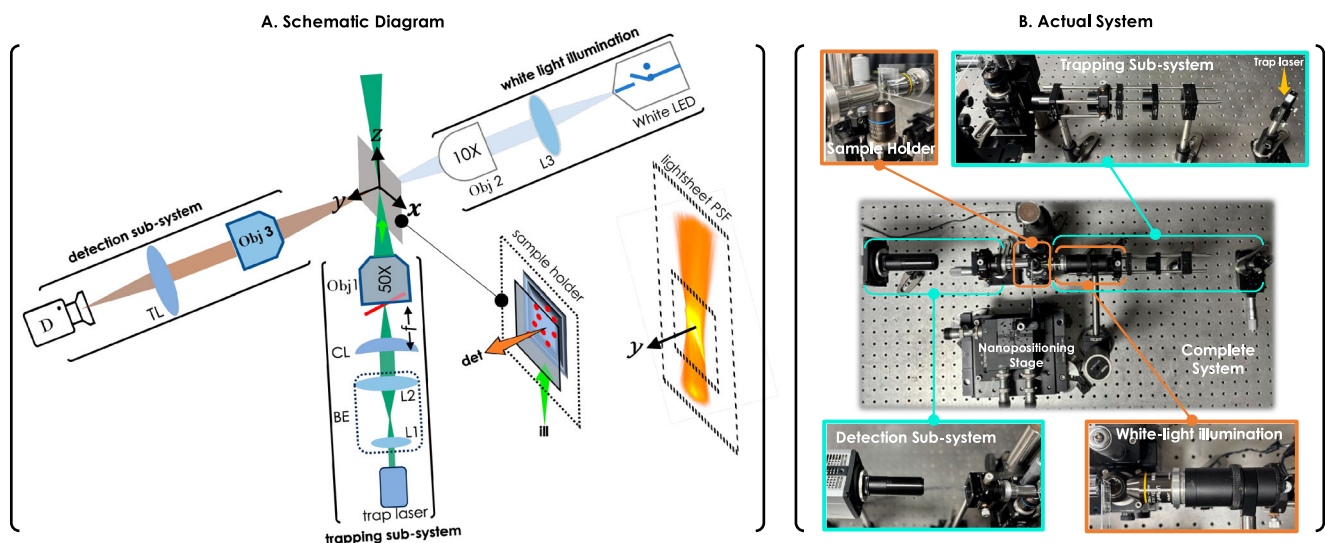 A. Schematic Diagram
B. Actual System
white light illumination
White LED
L3
10X
Obj 2
z
y
x
detection sub-system
Obj 3
TL
D
Obj1
50X
f
CL
L2
BE
L1
trap laser
trapping sub-system
sample holder
det
ill
lightsheet PSF
y
Sample Holder
Trapping Sub-system
Trap laser
Nanopositioning
Stage
Complete
System
Detection Sub-system
White-light illumination